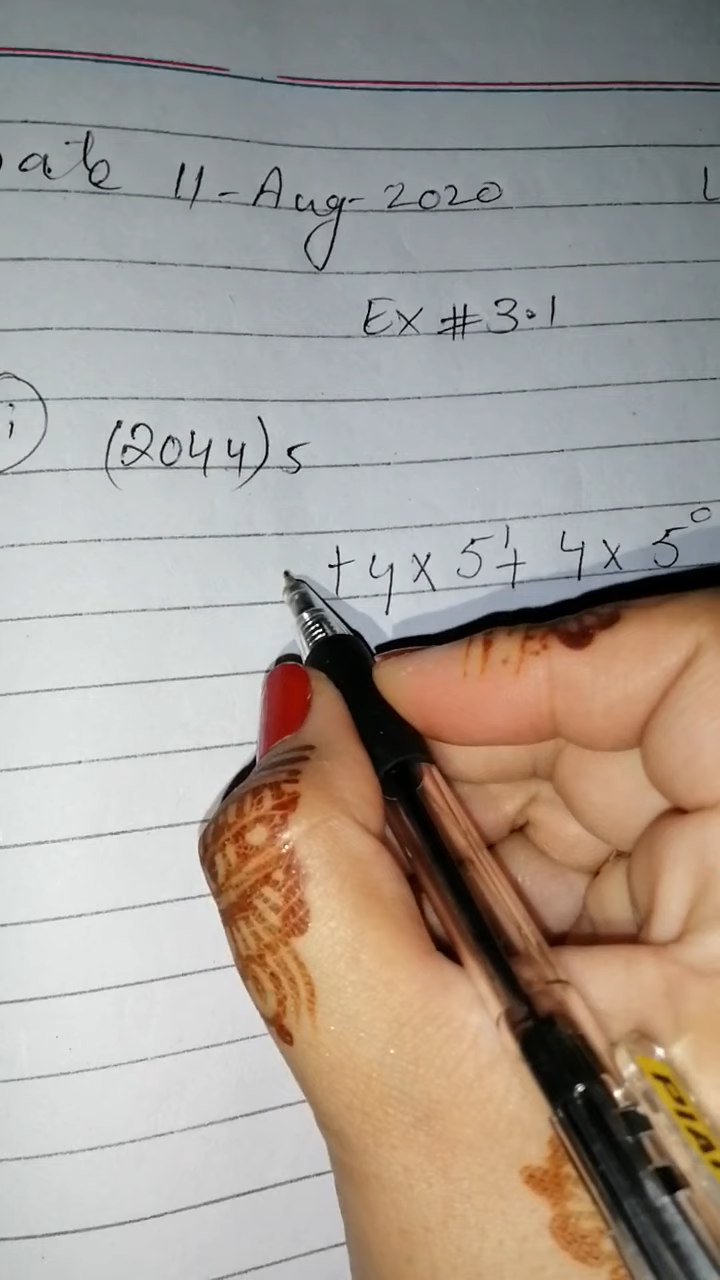 11-Aug-2020
Ex #3.1
i
(2044)5
+ 4 x 5¹ + 4 x 5⁰